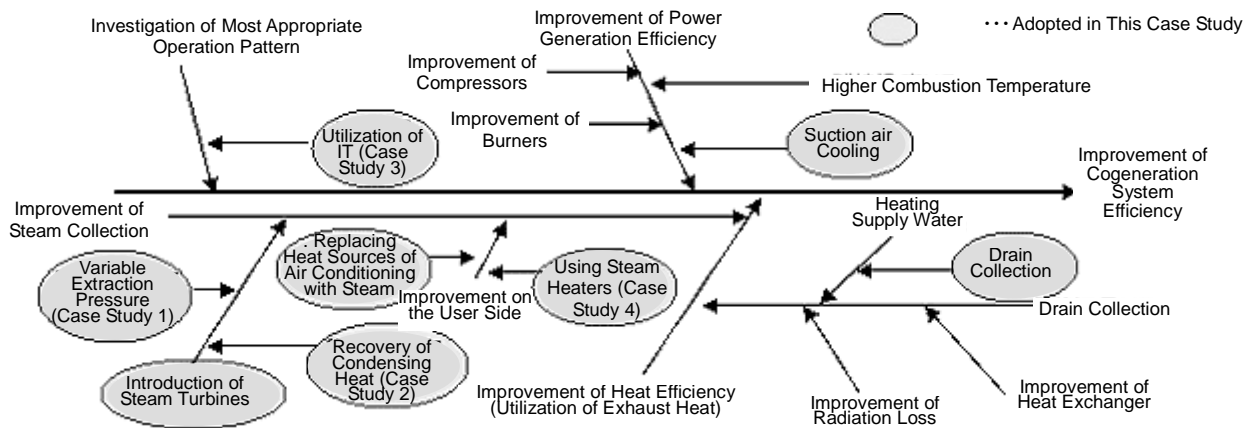 Investigation of Most Appropriate
Operation Pattern
Improvement of Power
Generation Efficiency
••• Adopted in This Case Study
Improvement of
Compressors
Higher Combustion Temperature
Improvement of
Burners
Utilization of
IT (Case
Study 3)
Suction air
Cooling
Improvement of
Cogeneration
System
Efficiency
Improvement of
Steam Collection
Heating
Supply Water
Variable
Extraction
Pressure
(Case Study 1)
Replacing
Heat Sources of
Air Conditioning
with Steam
Using Steam
Heaters (Case
Study 4)
Drain
Collection
Improvement on
the User Side
Drain Collection
Introduction of
Steam Turbines
Recovery of
Condensing
Heat (Case
Study 2)
Improvement of Heat Efficiency
(Utilization of Exhaust Heat)
Improvement of
Radiation Loss
Improvement of
Heat Exchanger